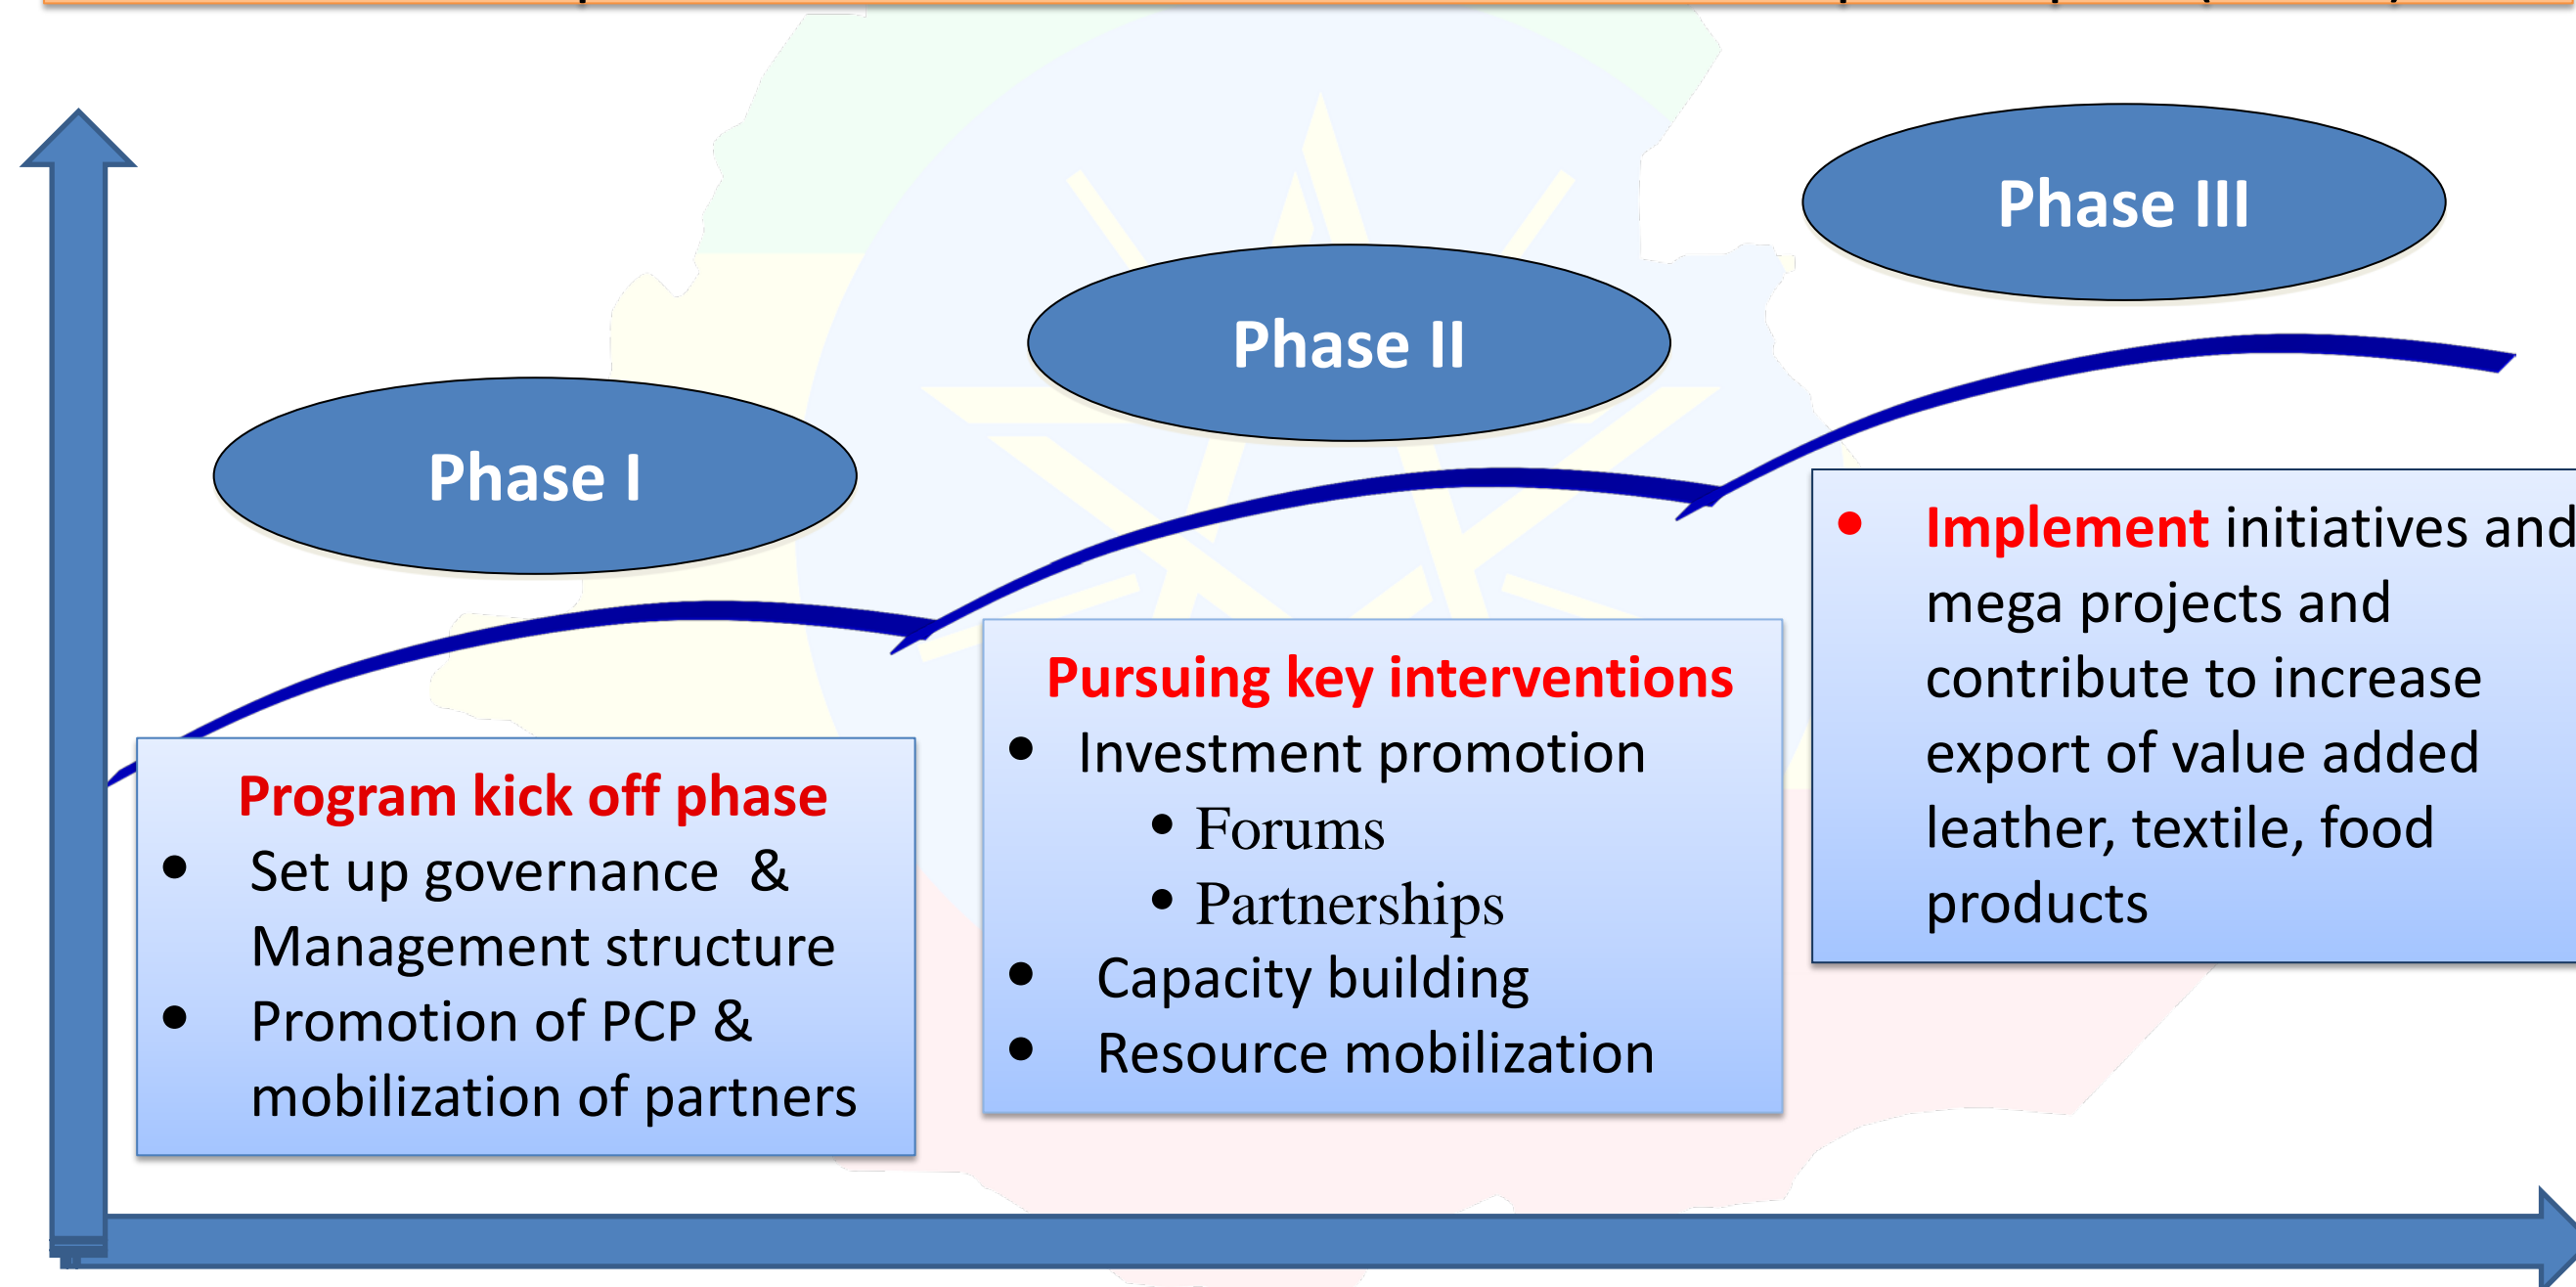 Phase I
Program kick off phase
• Set up governance &
Management structure
• Promotion of PCP &
mobilization of partners
Phase II
Pursuing key interventions
• Investment promotion
• Forums
• Partnerships
• Capacity building
• Resource mobilization
Phase III
• Implement initiatives and
mega projects and
contribute to increase
export of value added
leather, textile, food
products